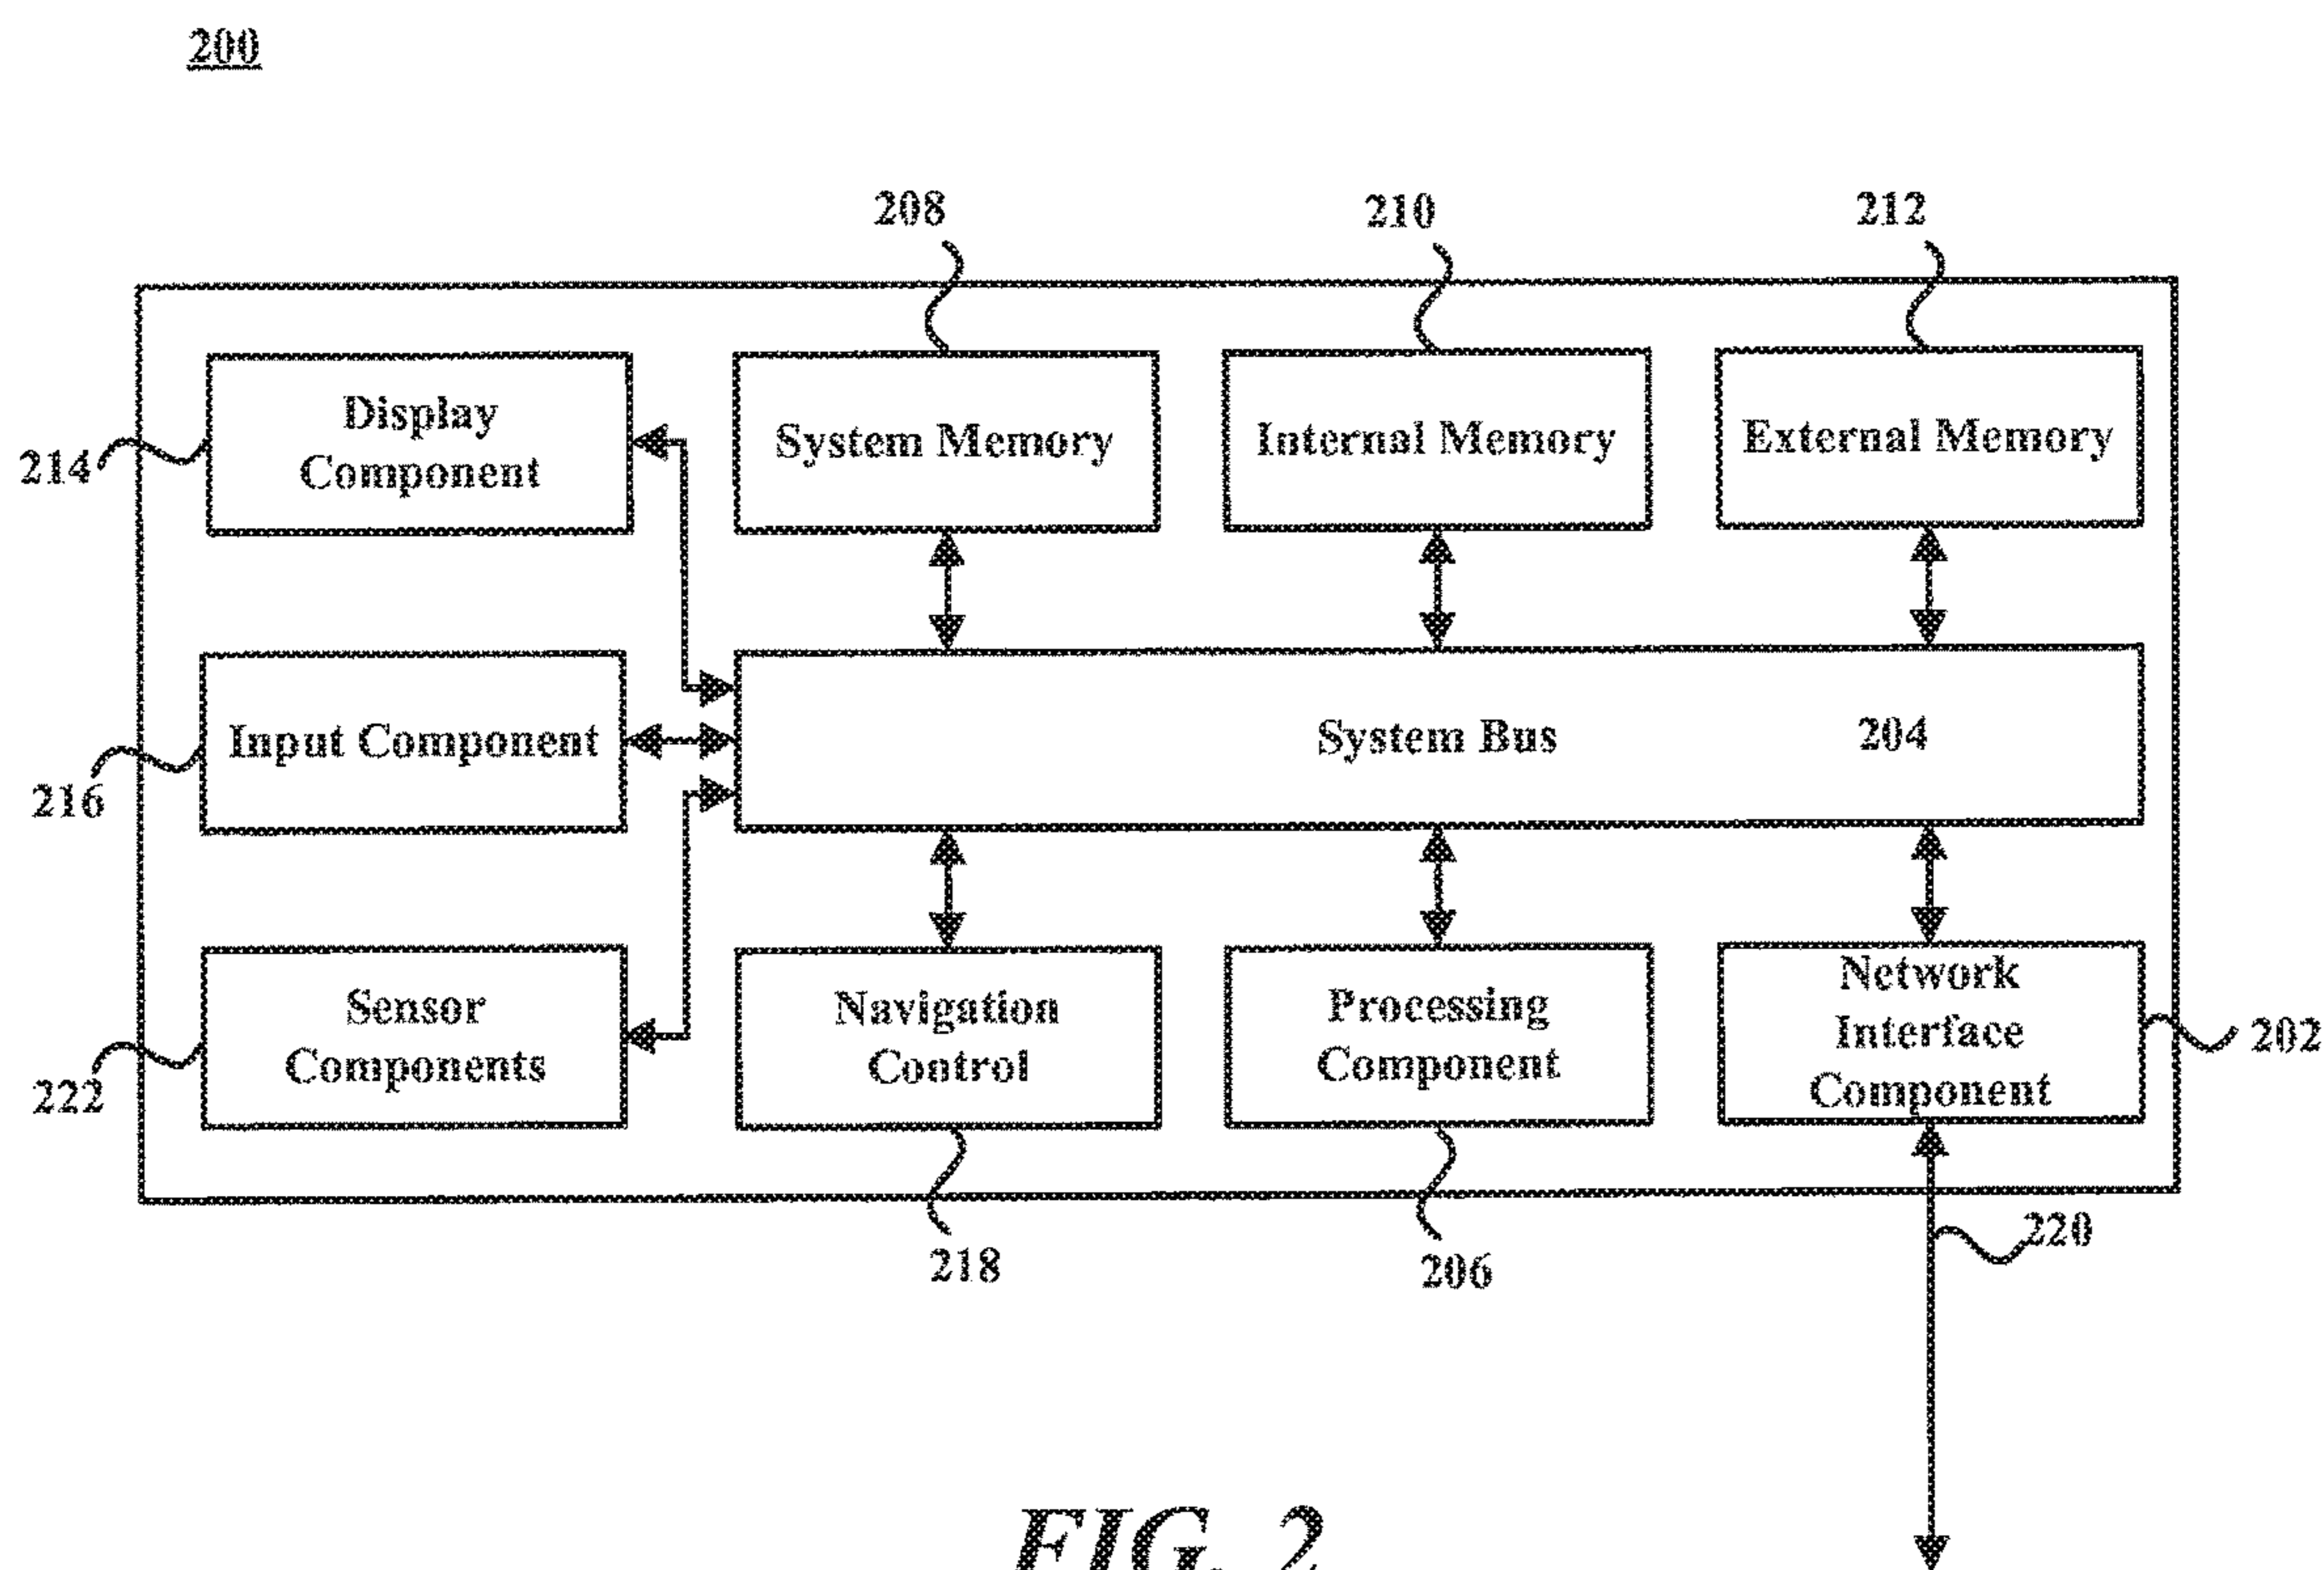 200
208
210
212
Display
Component
System Memory
Internal Memory
External Memory
214
Input Component
System Bus
204
216
Sensor
Components
Navigation
Control
Processing
Component
Network
Interface
Component
202
222
218
206
220
FIG. 2